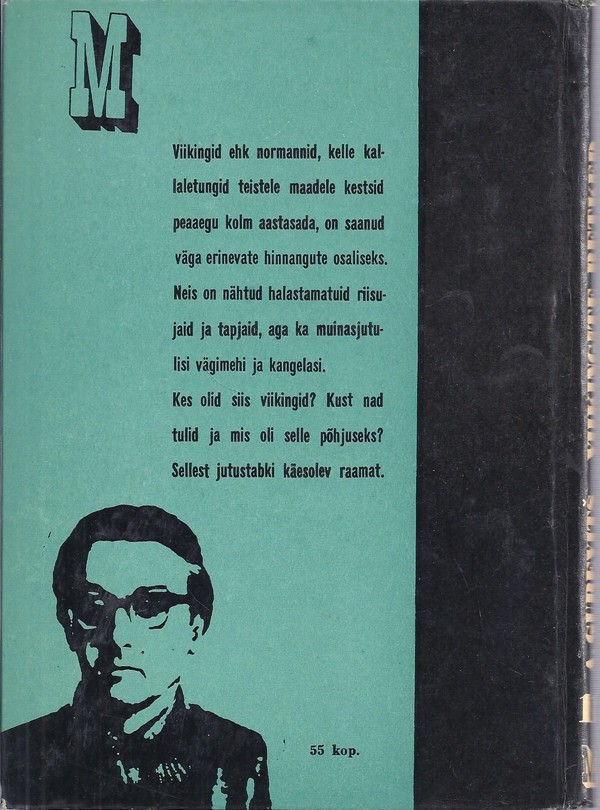 M
Viikingid ehk normannid, kelle kal-
laletungid teistele maadele kestsid
peaaegu kolm aastasada, on saanud
väga erinevate hinnangute osaliseks.
Neis on nähtud halastamatuid riisu-
jaid ja tapjaid, aga ka muinasjutu-
lisi vägimehi ja kangelasi.
Kes olid siis viikingid? Kust nad
tulid ja mis oli selle põhjuseks?
Sellest jutustabki käesolev raamat.
55 kop.
1